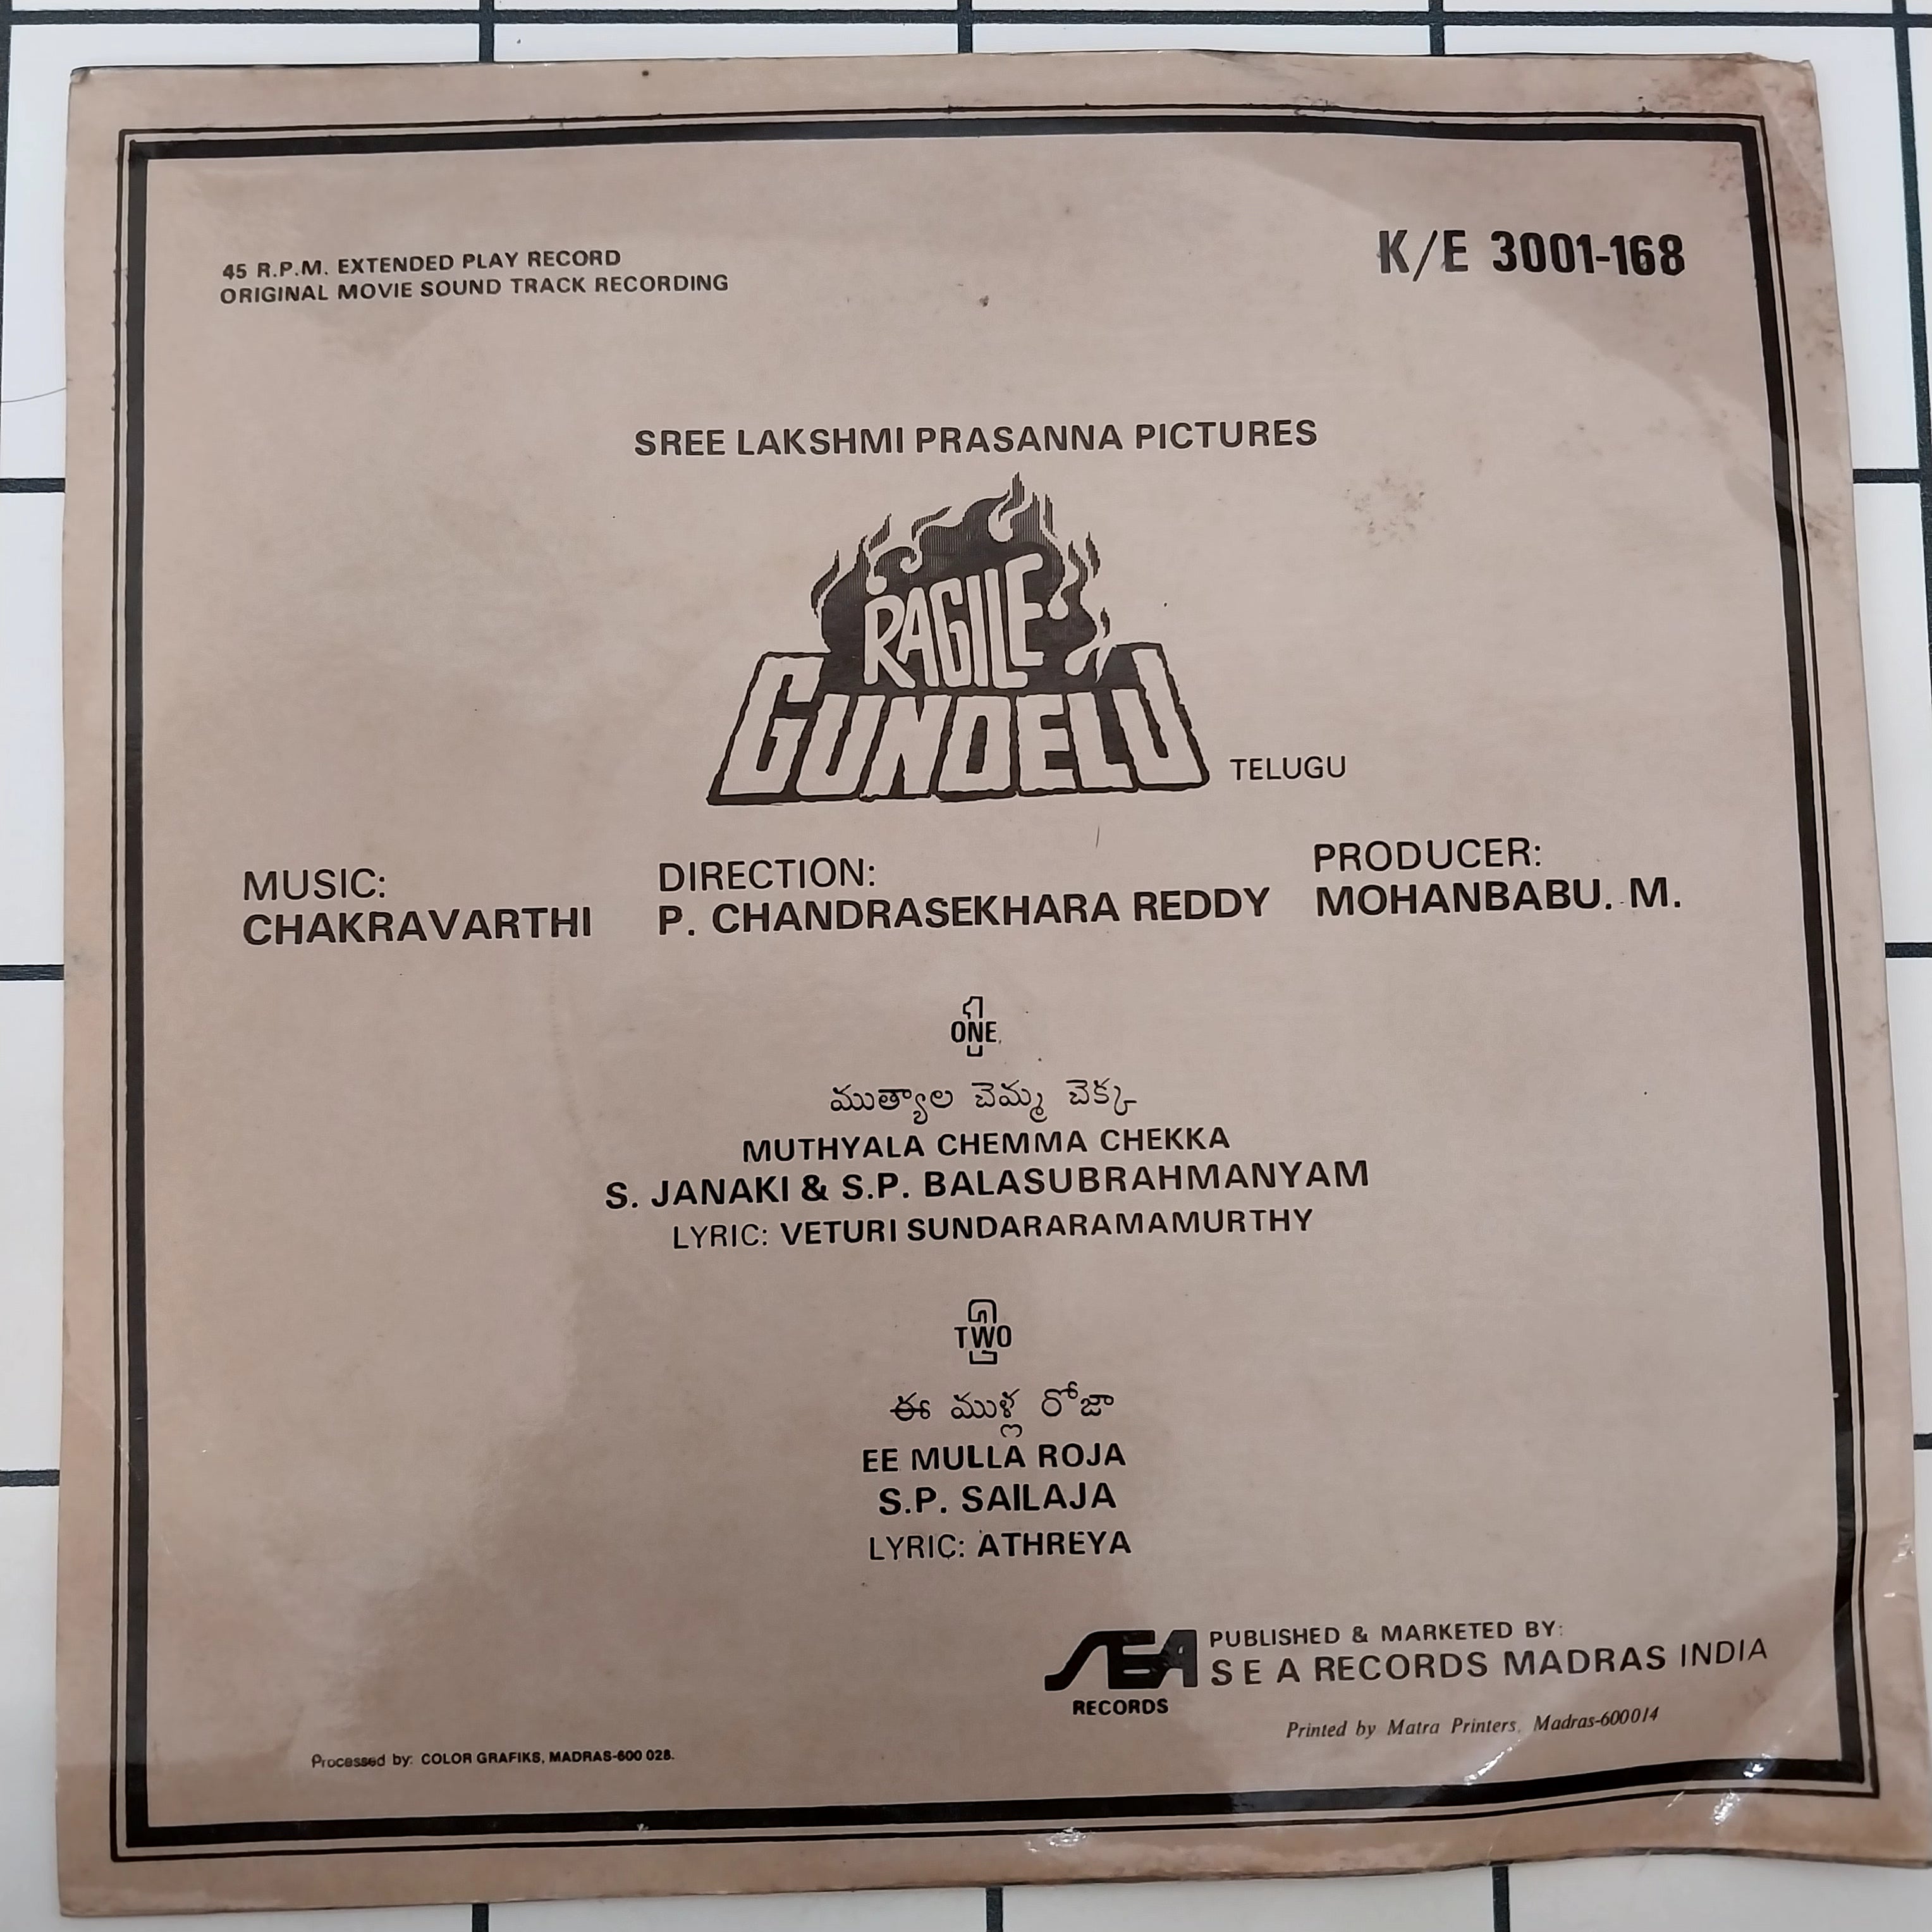 45 R.P.M. EXTENDED PLAY RECORD
ORIGINAL MOVIE SOUND TRACK RECORDING
K/E 3001-168
SREE LAKSHMI PRASANNA PICTURES
RAGILE
GUNDELU
TELUGU
MUSIC:
CHAKRAVARTHI
DIRECTION:
P. CHANDRASEKHARA REDDY
PRODUCER:
MOHANBABU. M.
1
ONE
ముత్యాల చెమ్మ చెక్క
MUTHYALA CHEMMA CHEKKA
S. JANAKI & S.P. BALASUBRAHMANYAM
LYRIC: VETURI SUNDARARAMAMURTHY
2
TWO
ఈ ముళ్ల రోజా
EE MULLA ROJA
S.P. SAILAJA
LYRIC: ATHREYA
SEA
RECORDS
PUBLISHED & MARKETED BY:
S E A RECORDS MADRAS INDIA
Printed by Matra Printers, Madras-600014
Processed by: COLOR GRAFIKS, MADRAS-600 028.